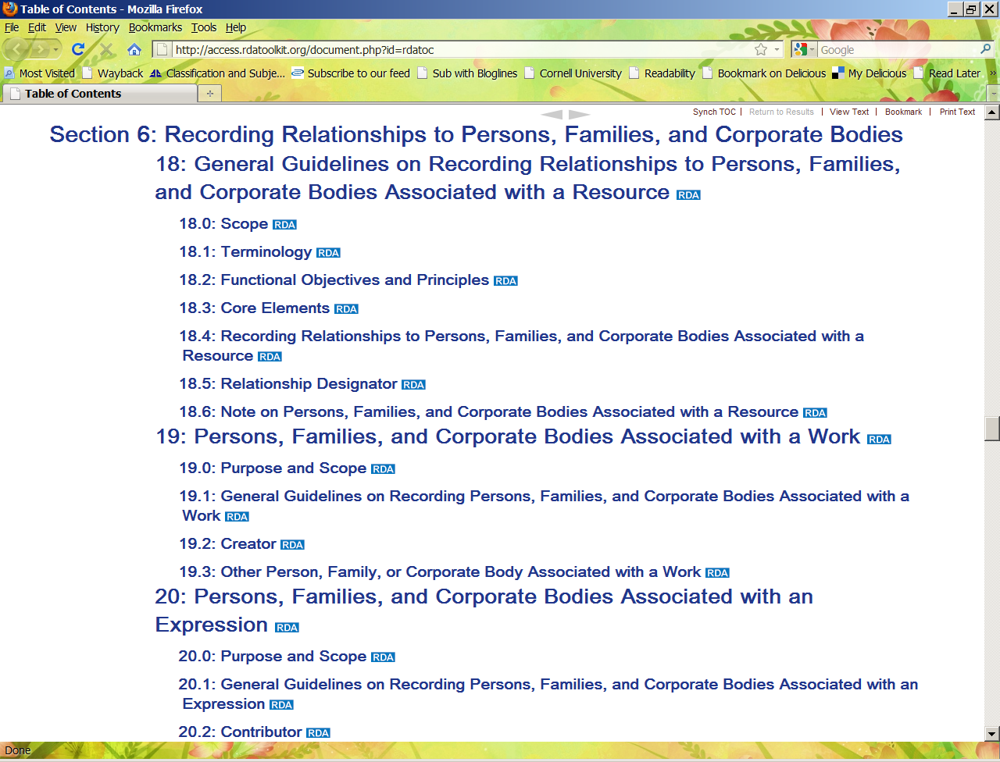 Table of Contents - Mozilla Firefox
File Edit View History Bookmarks Tools Help
http://access.rdatoolkit.org/document.php?id=rdatoc
Google
Most Visited Wayback Classification and Subje... Subscribe to our feed Sub with Bloglines Cornell University Readability Bookmark on Delicious My Delicious Read Later »
Table of Contents
Synch TOC | Return to Results | View Text | Bookmark | Print Text
Section 6: Recording Relationships to Persons, Families, and Corporate Bodies
18: General Guidelines on Recording Relationships to Persons, Families,
and Corporate Bodies Associated with a Resource RDA
18.0: Scope RDA
18.1: Terminology RDA
18.2: Functional Objectives and Principles RDA
18.3: Core Elements RDA
18.4: Recording Relationships to Persons, Families, and Corporate Bodies Associated with a
Resource RDA
18.5: Relationship Designator RDA
18.6: Note on Persons, Families, and Corporate Bodies Associated with a Resource RDA
19: Persons, Families, and Corporate Bodies Associated with a Work RDA
19.0: Purpose and Scope RDA
19.1: General Guidelines on Recording Persons, Families, and Corporate Bodies Associated with a
Work RDA
19.2: Creator RDA
19.3: Other Person, Family, or Corporate Body Associated with a Work RDA
20: Persons, Families, and Corporate Bodies Associated with an
Expression RDA
20.0: Purpose and Scope RDA
20.1: General Guidelines on Recording Persons, Families, and Corporate Bodies Associated with an
Expression RDA
20.2: Contributor RDA
Done